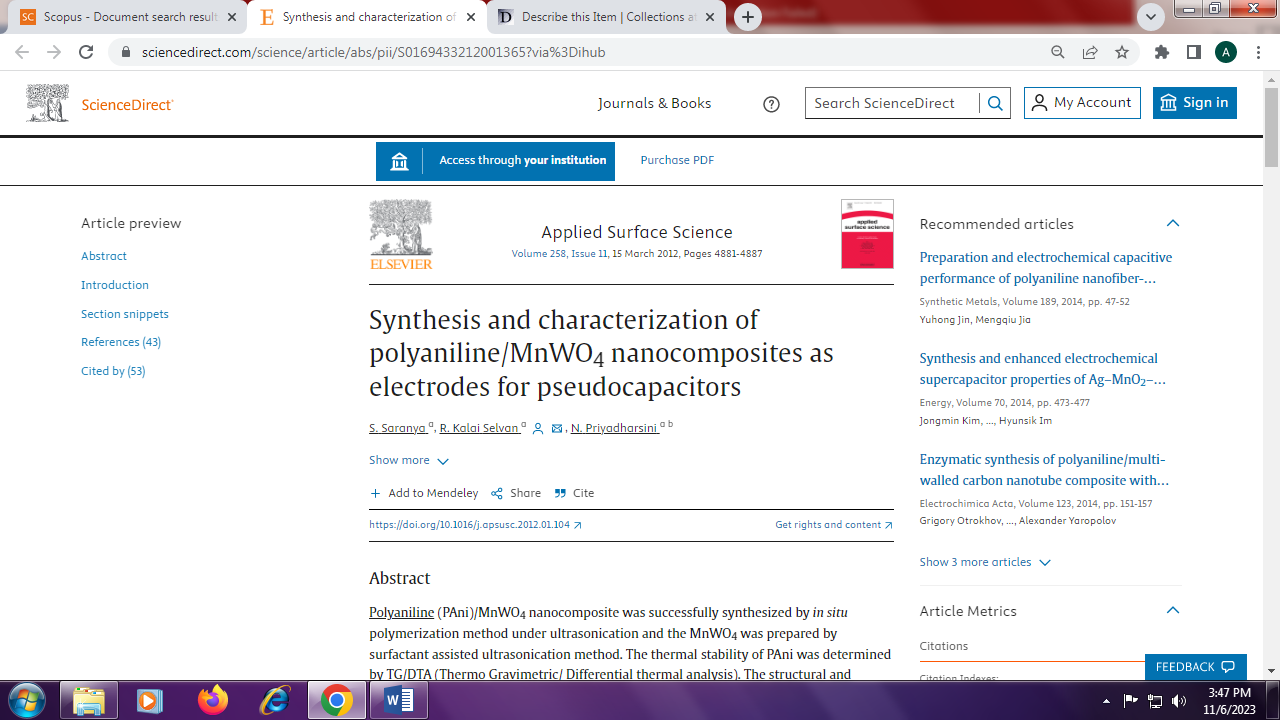 Scopus - Document search result
Synthesis and characterization of
Describe this Item | Collections a
sciencedirect.com/science/article/abs/pii/S0169433212001365?via%3Dihub
A
ScienceDirect
Journals & Books
?
Search ScienceDirect
My Account
Sign in
Access through your institution
Purchase PDF
Article preview
Abstract
Introduction
Section snippets
References (43)
Cited by (53)
ELSEVIER
Applied Surface Science
Volume 258, Issue 11, 15 March 2012, Pages 4881-4887
applied
surface science
Synthesis and characterization of
polyaniline/MnWO4 nanocomposites as
electrodes for pseudocapacitors
S. Saranya a, R. Kalai Selvan a, N. Priyadharsini a b
Show more
+ Add to Mendeley Share Cite
https://doi.org/10.1016/j.apsusc.2012.01.104
Get rights and content
Abstract
Polyaniline (PAni)/MnWO4 nanocomposite was successfully synthesized by in situ
polymerization method under ultrasonication and the MnWO4 was prepared by
surfactant assisted ultrasonication method. The thermal stability of PAni was determined
by TG/DTA (Thermo Gravimetric/ Differential thermal analysis). The structural and
Recommended articles
Preparation and electrochemical capacitive
performance of polyaniline nanofiber-…
Synthetic Metals, Volume 189, 2014, pp. 47-52
Yuhong Jin, Mengqiu Jia
Synthesis and enhanced electrochemical
supercapacitor properties of Ag–MnO2–…
Energy, Volume 70, 2014, pp. 473-477
Jongmin Kim, …, Hyunsik Im
Enzymatic synthesis of polyaniline/multi-
walled carbon nanotube composite with…
Electrochimica Acta, Volume 123, 2014, pp. 151-157
Grigory Otrokhov, …, Alexander Yaropolov
Show 3 more articles
Article Metrics
Citations
Citation Indexes:
FEEDBACK
3:47 PM
11/6/2023